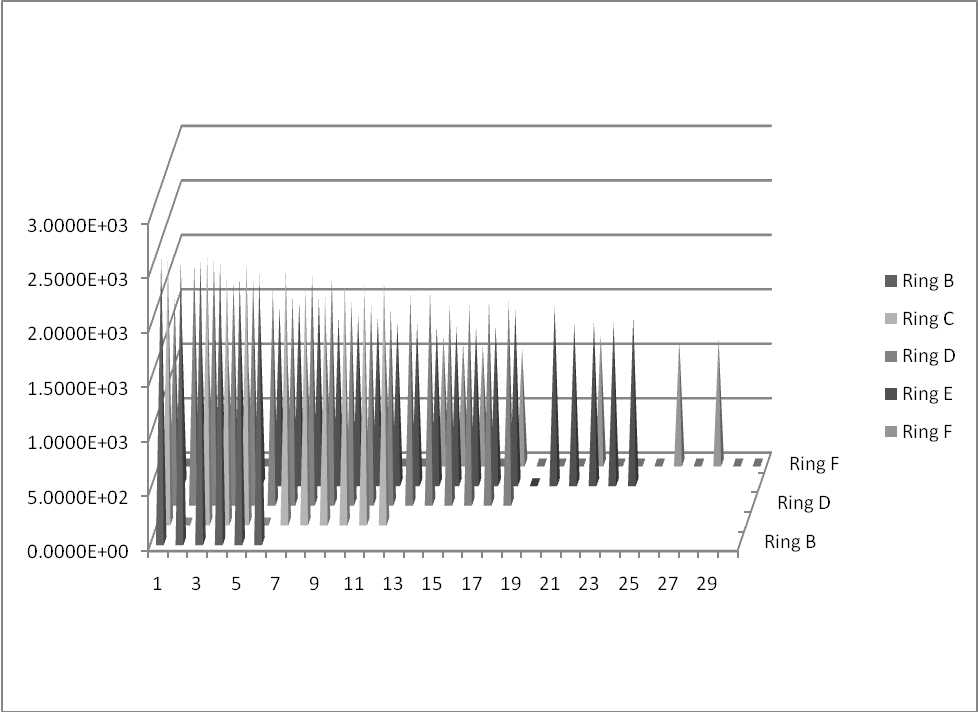 3.0000E+03
2.5000E+03
2.0000E+03
1.5000E+03
1.0000E+03
5.0000E+02
0.0000E+00
1 3 5 7 9 11 13 15 17 19 21 23 25 27 29
Ring F
Ring D
Ring B
Ring B
Ring C
Ring D
Ring E
Ring F